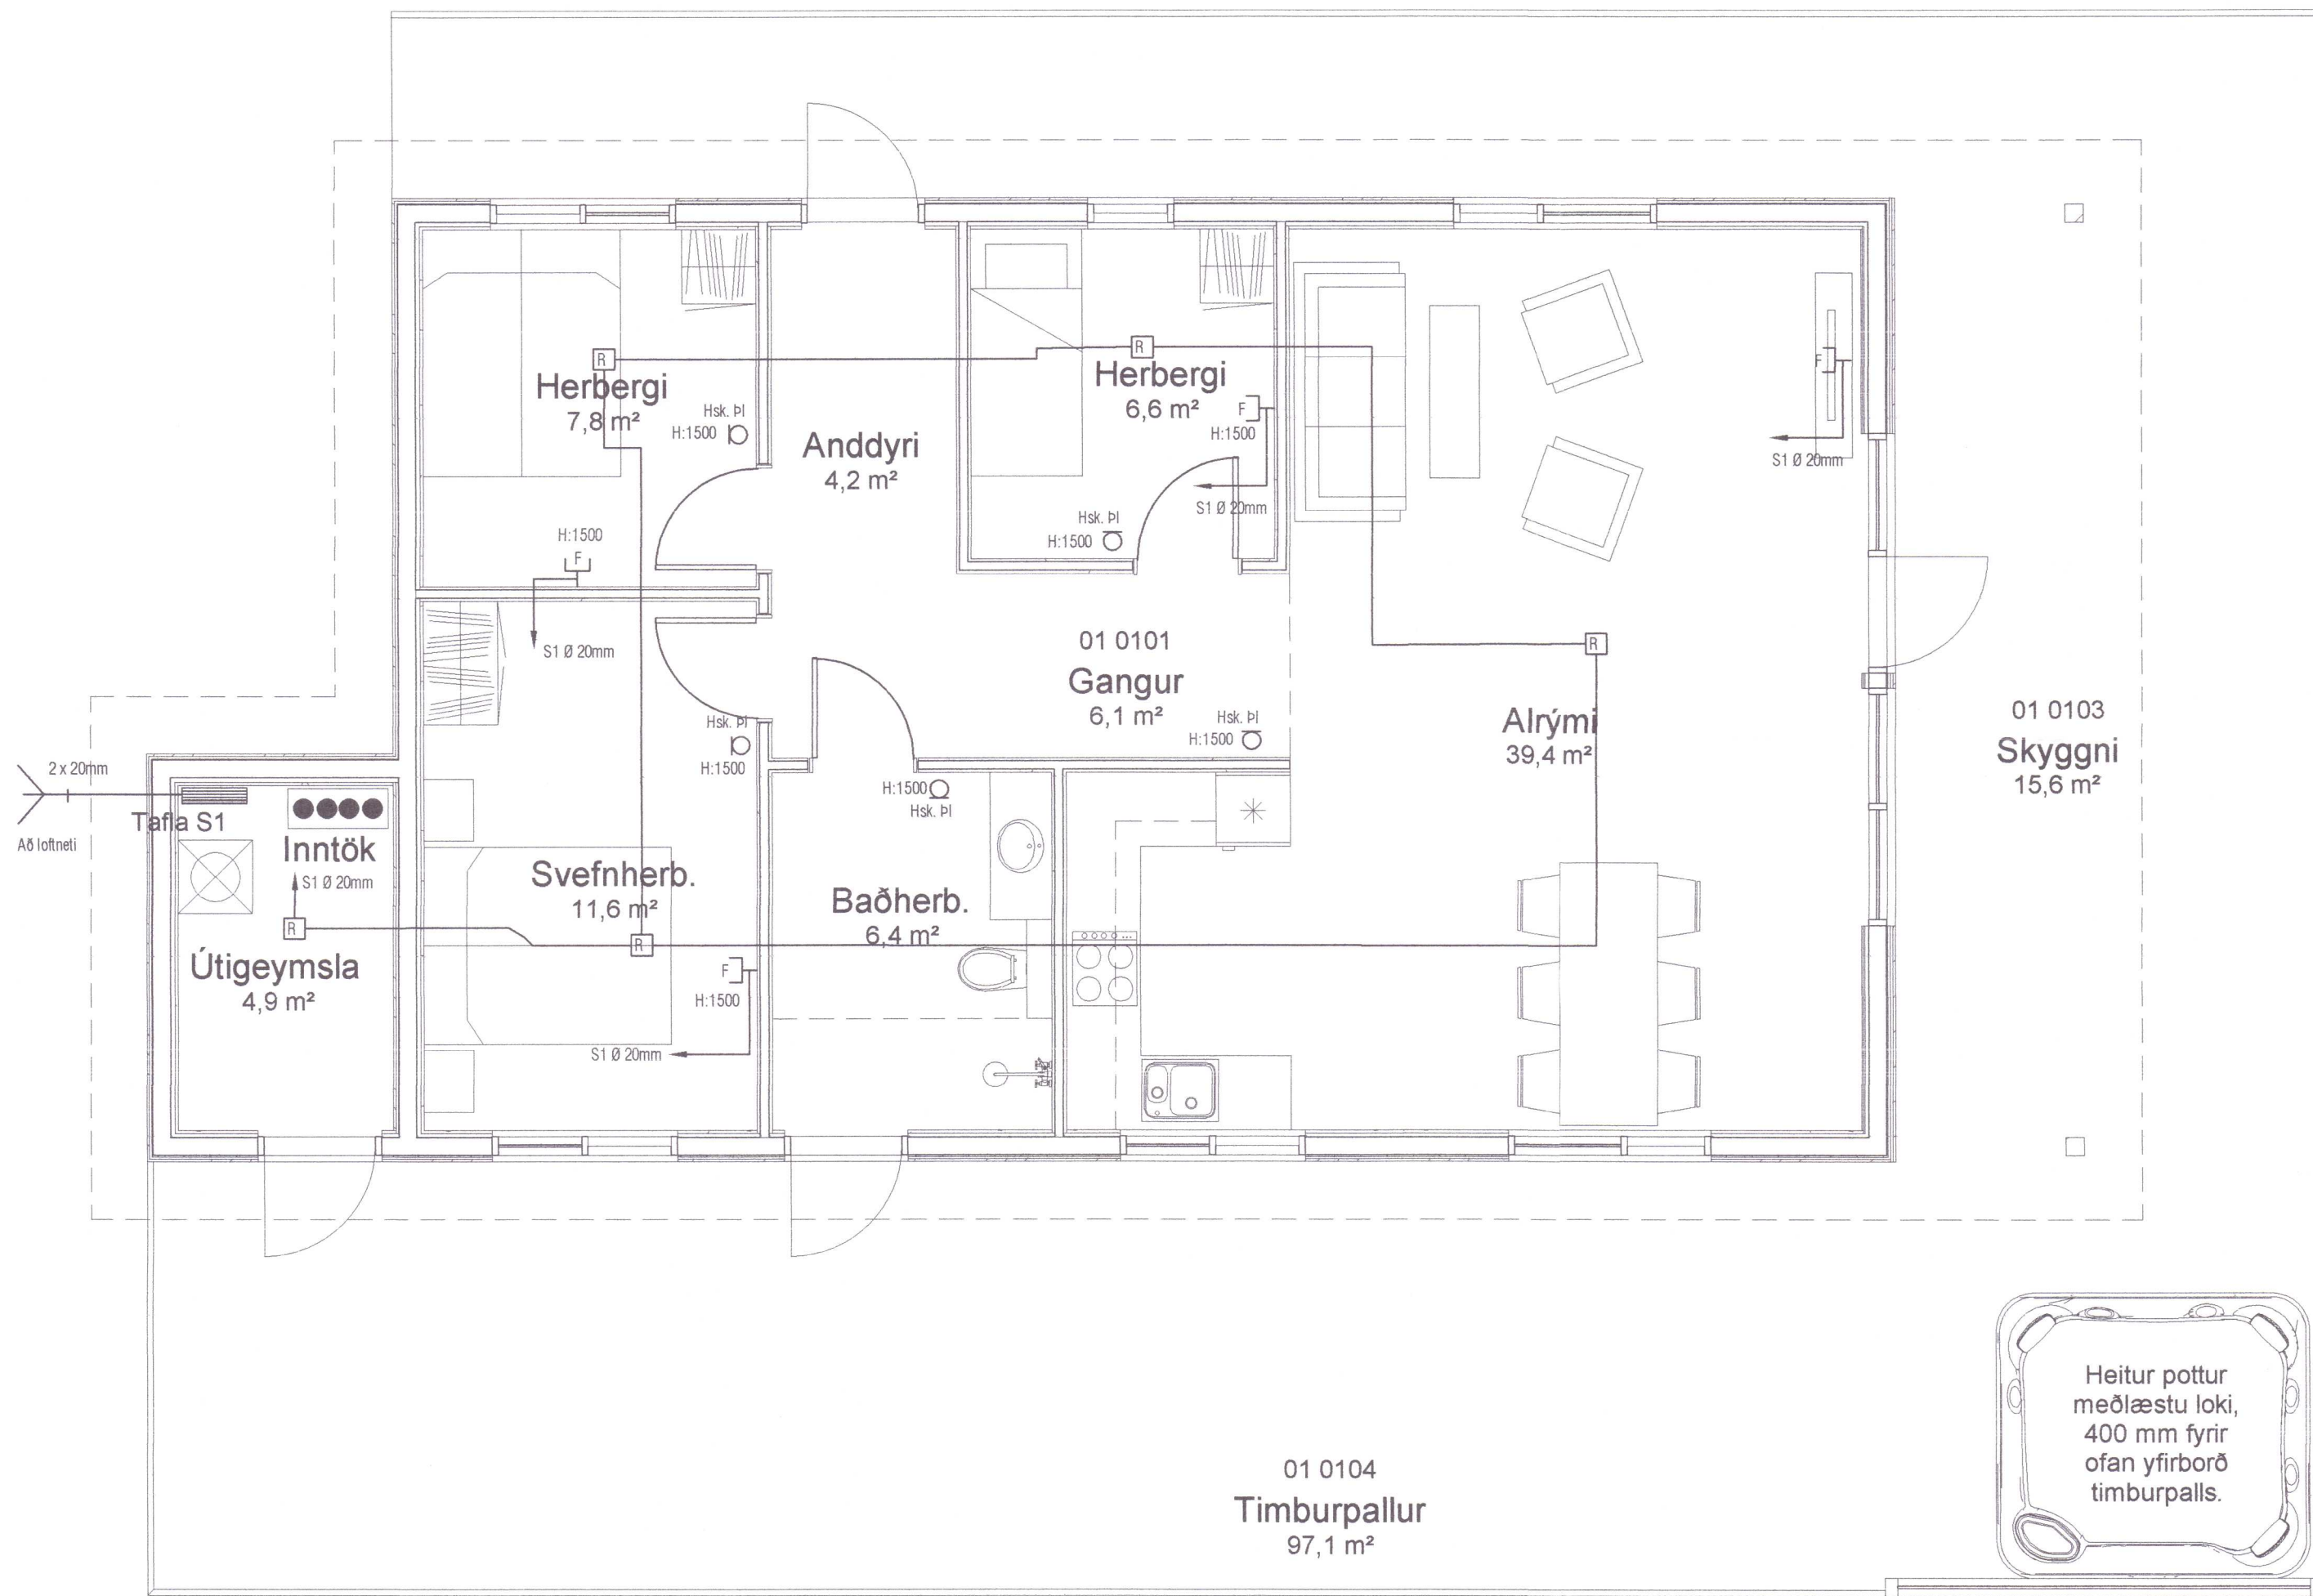 R
Herbergi
7,8 m²
Hsk. Þl
H:1500
H:1500
F
S1 Ø 20mm
Anddyri
4,2 m²
R
Herbergi
6,6 m²
F
H:1500
S1 Ø 20mm
Hsk. Þl
H:1500
F
S1 Ø 20mm
R
01 0101
Gangur
6,1 m²
Hsk. Þl
H:1500
Alrými
39,4 m²
01 0103
Skyggni
15,6 m²
2 x 20mm
Að loftneti
Tafla S1
Inntök
S1 Ø 20mm
R
Útigeymsla
4,9 m²
Hsk. Þl
H:1500
Svefnherb.
11,6 m²
R
F
H:1500
S1 Ø 20mm
H:1500
Hsk. Þl
Baðherb.
6,4 m²
Heitur pottur
meðlæstu loki,
400 mm fyrir
ofan yfirborð
timburpalls.
01 0104
Timburpallur
97,1 m²